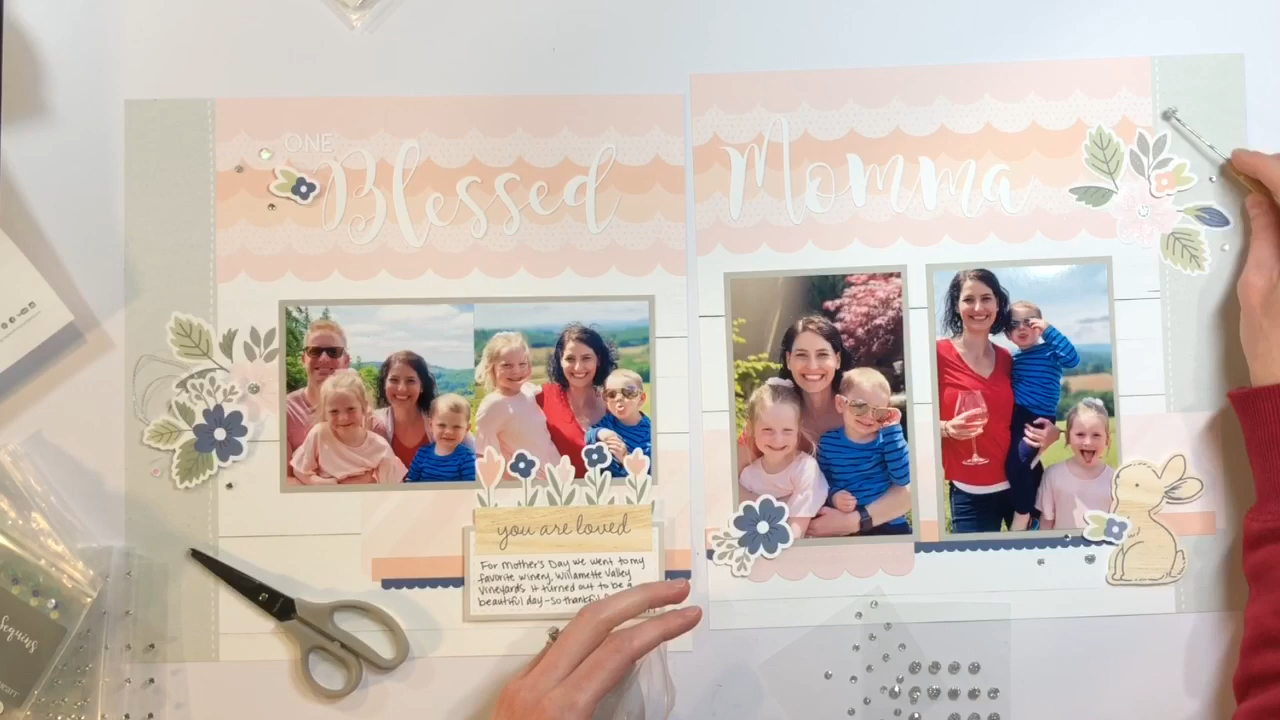 ONE
Blessed
Momma
you are loved
For Mother's Day we went to my
favorite winery, Willamette Valley
Vineyards. It turned out to be a
beautiful day - so thankful
Sequins